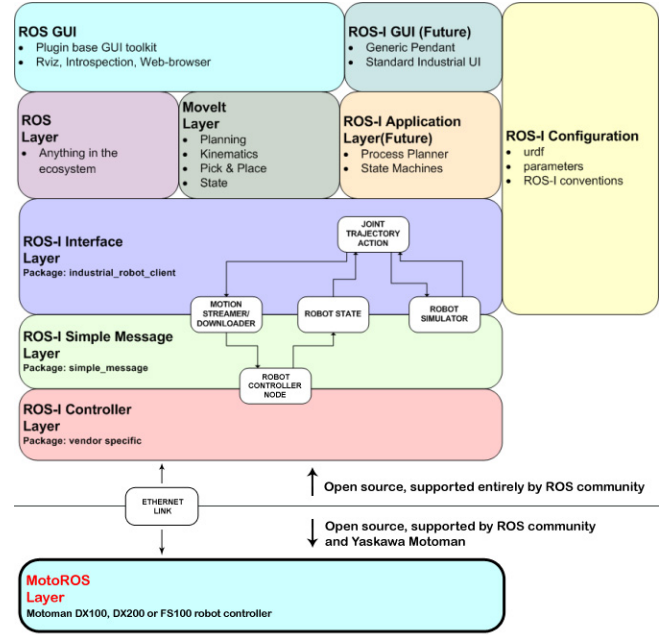 ROS GUI
• Plugin base GUI toolkit
• Rviz, Introspection, Web-browser
ROS-I GUI (Future)
• Generic Pendant
• Standard Industrial UI
ROS
Layer
• Anything in the
ecosystem
MoveIt
Layer
• Planning
• Kinematics
• Pick & Place
• State
ROS-I Application
Layer(Future)
• Process Planner
• State Machines
ROS-I Configuration
• urdf
• parameters
• ROS-I conventions
ROS-I Interface
Layer
Package: industrial_robot_client
JOINT
TRAJECTORY
ACTION
MOTION
STREAMER/
DOWNLOADER
ROBOT STATE
ROBOT
SIMULATOR
ROS-I Simple Message
Layer
Package: simple_message
ROBOT
CONTROLLER
NODE
ROS-I Controller
Layer
Package: vendor specific
ETHERNET
LINK
Open source, supported entirely by ROS community
Open source, supported by ROS community
and Yaskawa Motoman
MotoROS
Layer
Motoman DX100, DX200 or FS100 robot controller